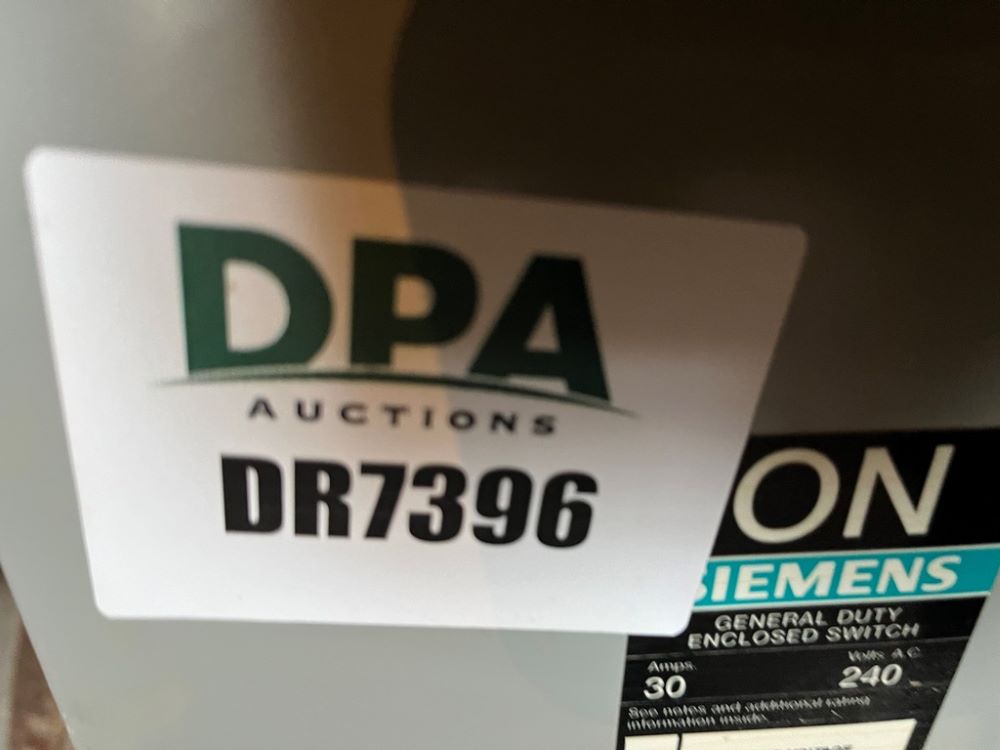 DPA
AUCTIONS
DR7396
ON
SIEMENS
GENERAL DUTY
ENCLOSED SWITCH
Amps. Volts A.C.
30 240
See notes and additional rating
information inside.